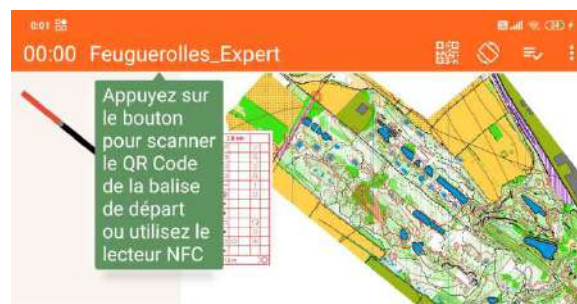 0:01
00:00 Feuguerolles_Expert
Appuyez sur
le bouton
pour scanner
le QR Code
de la balise
de départ
ou utilisez le
lecteur NFC